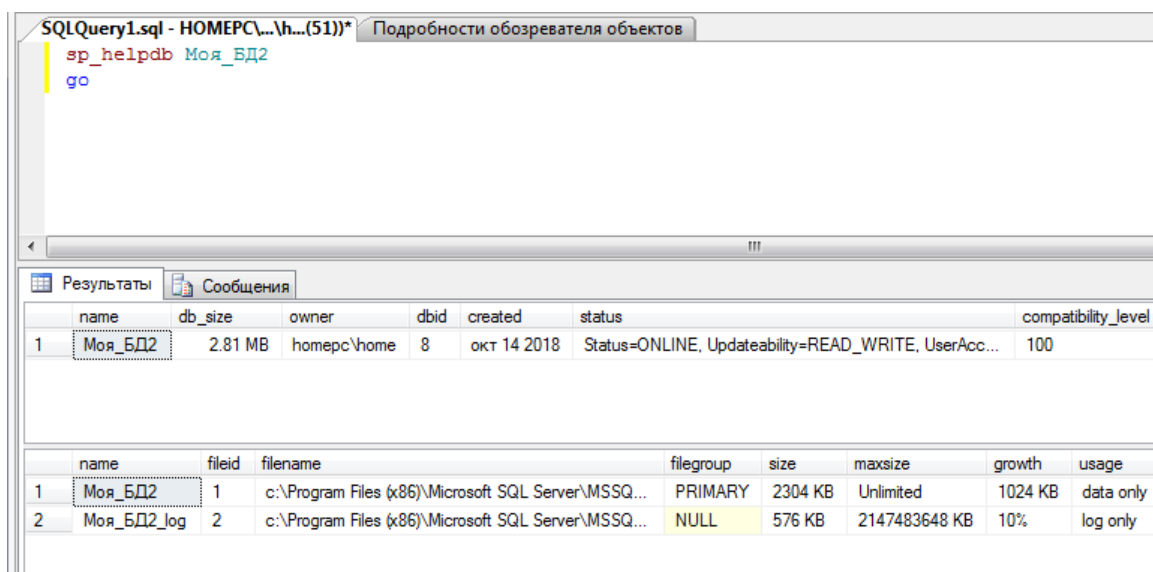 SQLQuery1.sql - HOMEPC\...\h...(51))* Подробности обозревателя объектов
sp_helpdb Моя_БД2
go
Результаты Сообщения
name db_size owner dbid created status compatibility_level
1 Моя_БД2 2.81 MB homepc\home 8 окт 14 2018 Status=ONLINE, Updateability=READ_WRITE, UserAcc... 100
name fileid filename filegroup size maxsize growth usage
1 Моя_БД2 1 c:\Program Files (x86)\Microsoft SQL Server\MSSQ... PRIMARY 2304 KB Unlimited 1024 KB data only
2 Моя_БД2_log 2 c:\Program Files (x86)\Microsoft SQL Server\MSSQ... NULL 576 KB 2147483648 KB 10% log only